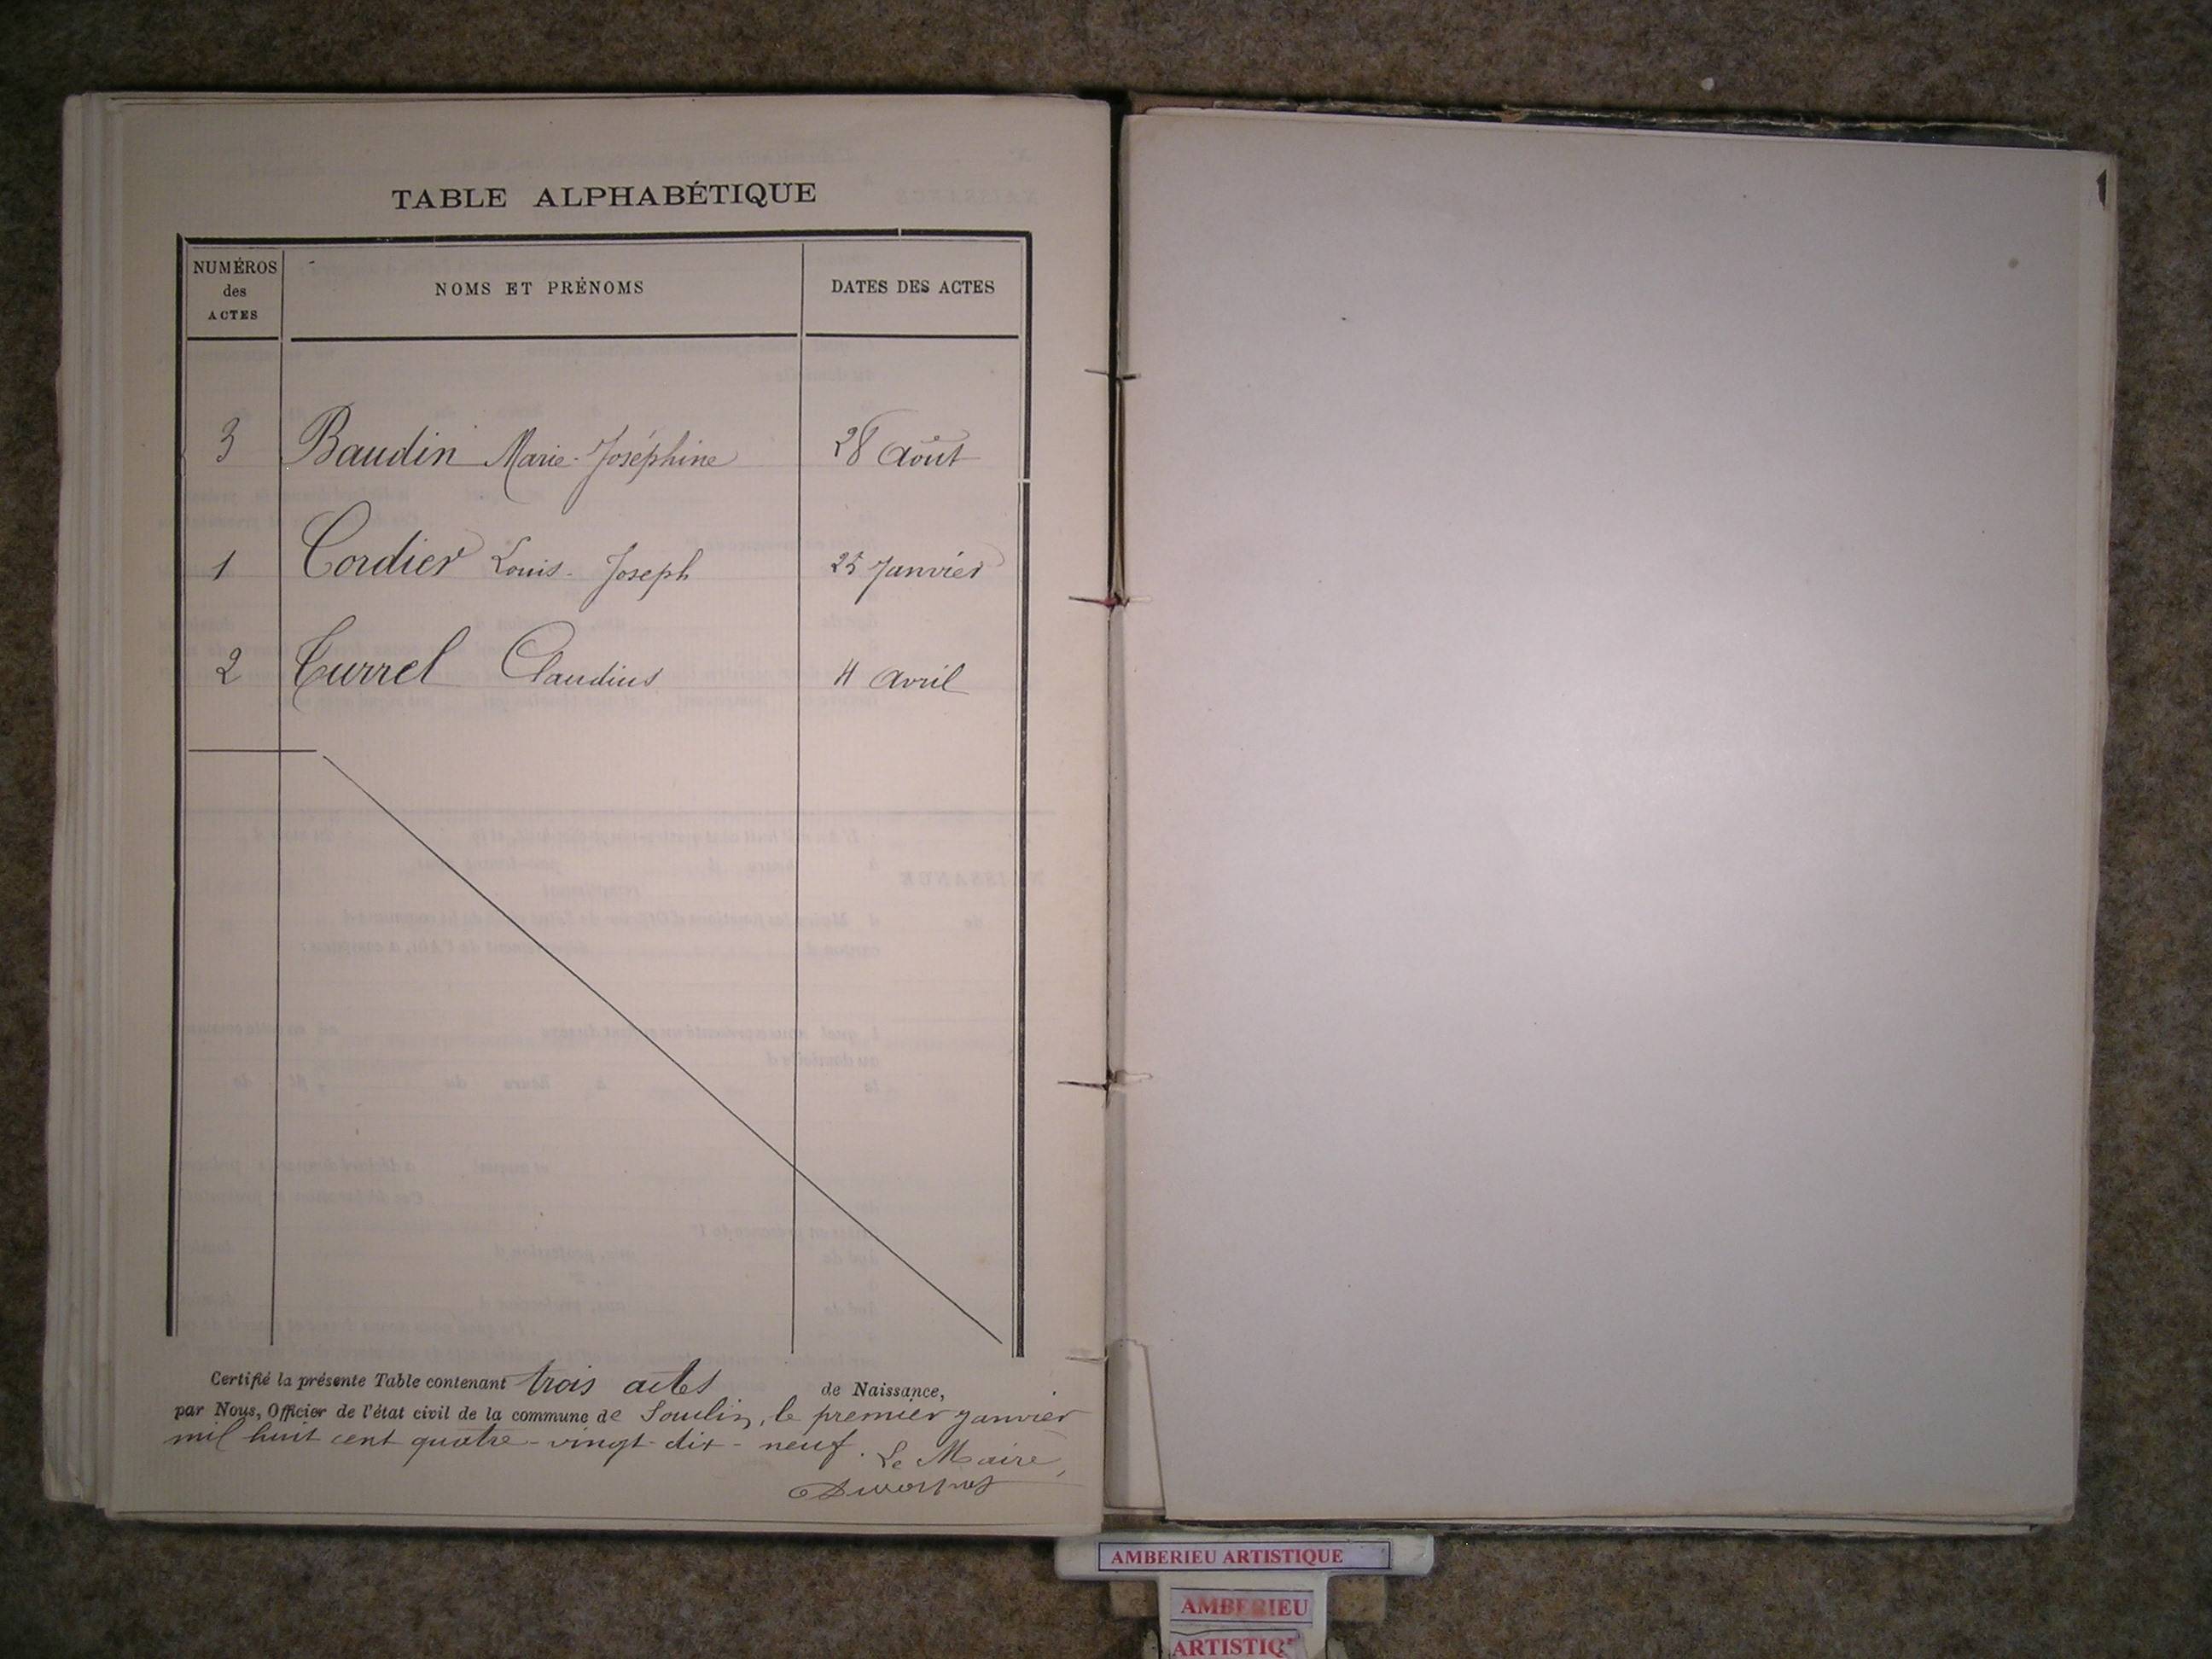 TABLE ALPHABÉTIQUE
NUMÉROS
des
ACTES
NOMS ET PRÉNOMS
DATES DES ACTES
3 Baudin Marie-Joséphine 28 Août
1 Cordier Louis-Joseph 25 Janvier
2 Turrel Claudius 4 Avril
Certifié la présente Table contenant trois actes de Naissance,
par Nous, Officier de l'état civil de la commune de Soulin, le premier janvier
mil huit cent quatre-vingt-dix-neuf. Le Maire,
AMBERIEU ARTISTIQUE
AMBERIEU
ARTISTIQ